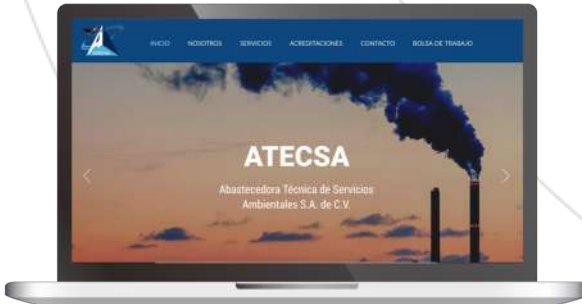 INICIO NOSOTROS SERVICIOS ACREDITACIONES CONTACTO BOLSA DE TRABAJO
ATECSA
Abastecedora Técnica de Servicios
Ambientales S.A. de C.V.